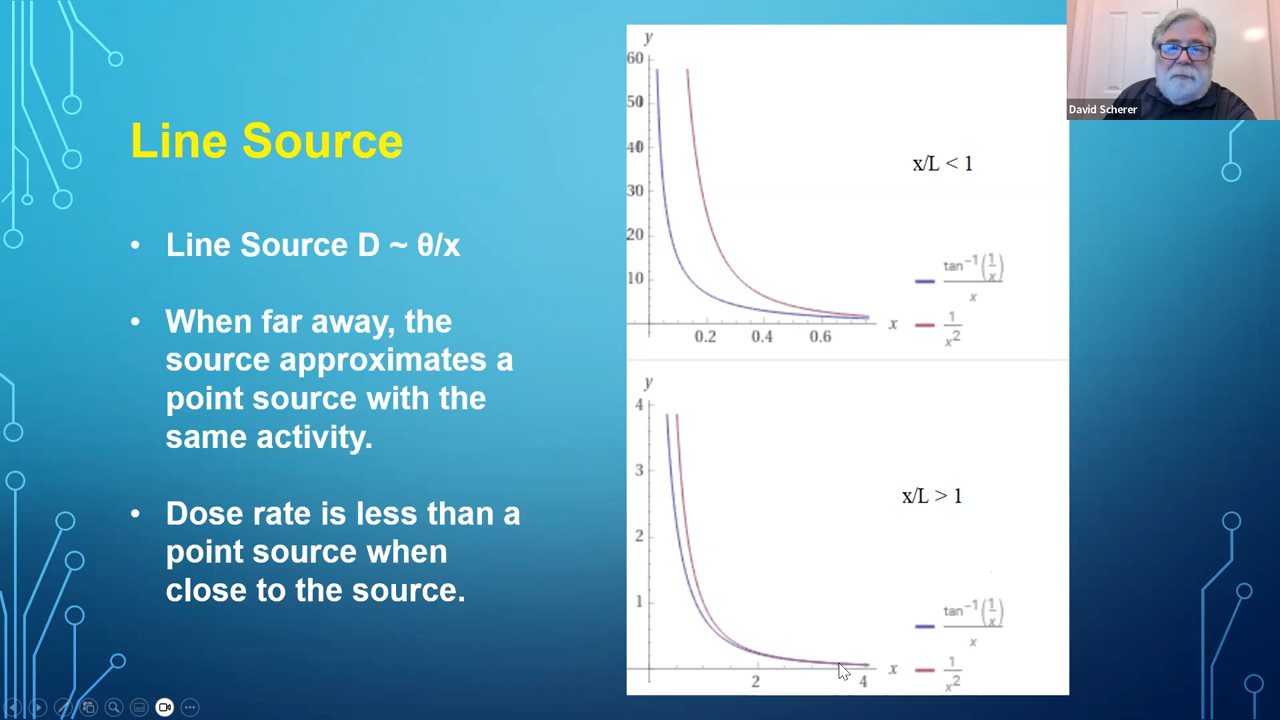 Line Source
• Line Source D ~ θ/x
• When far away, the
source approximates a
point source with the
same activity.
• Dose rate is less than a
point source when
close to the source.
y
60
50
40
30
20
10
0.2 0.4 0.6 x
x/L < 1
tan⁻¹(1/x)/x
1/x²
y
4
3
2
1
2 4 x
x/L > 1
tan⁻¹(1/x)/x
1/x²
David Scherer